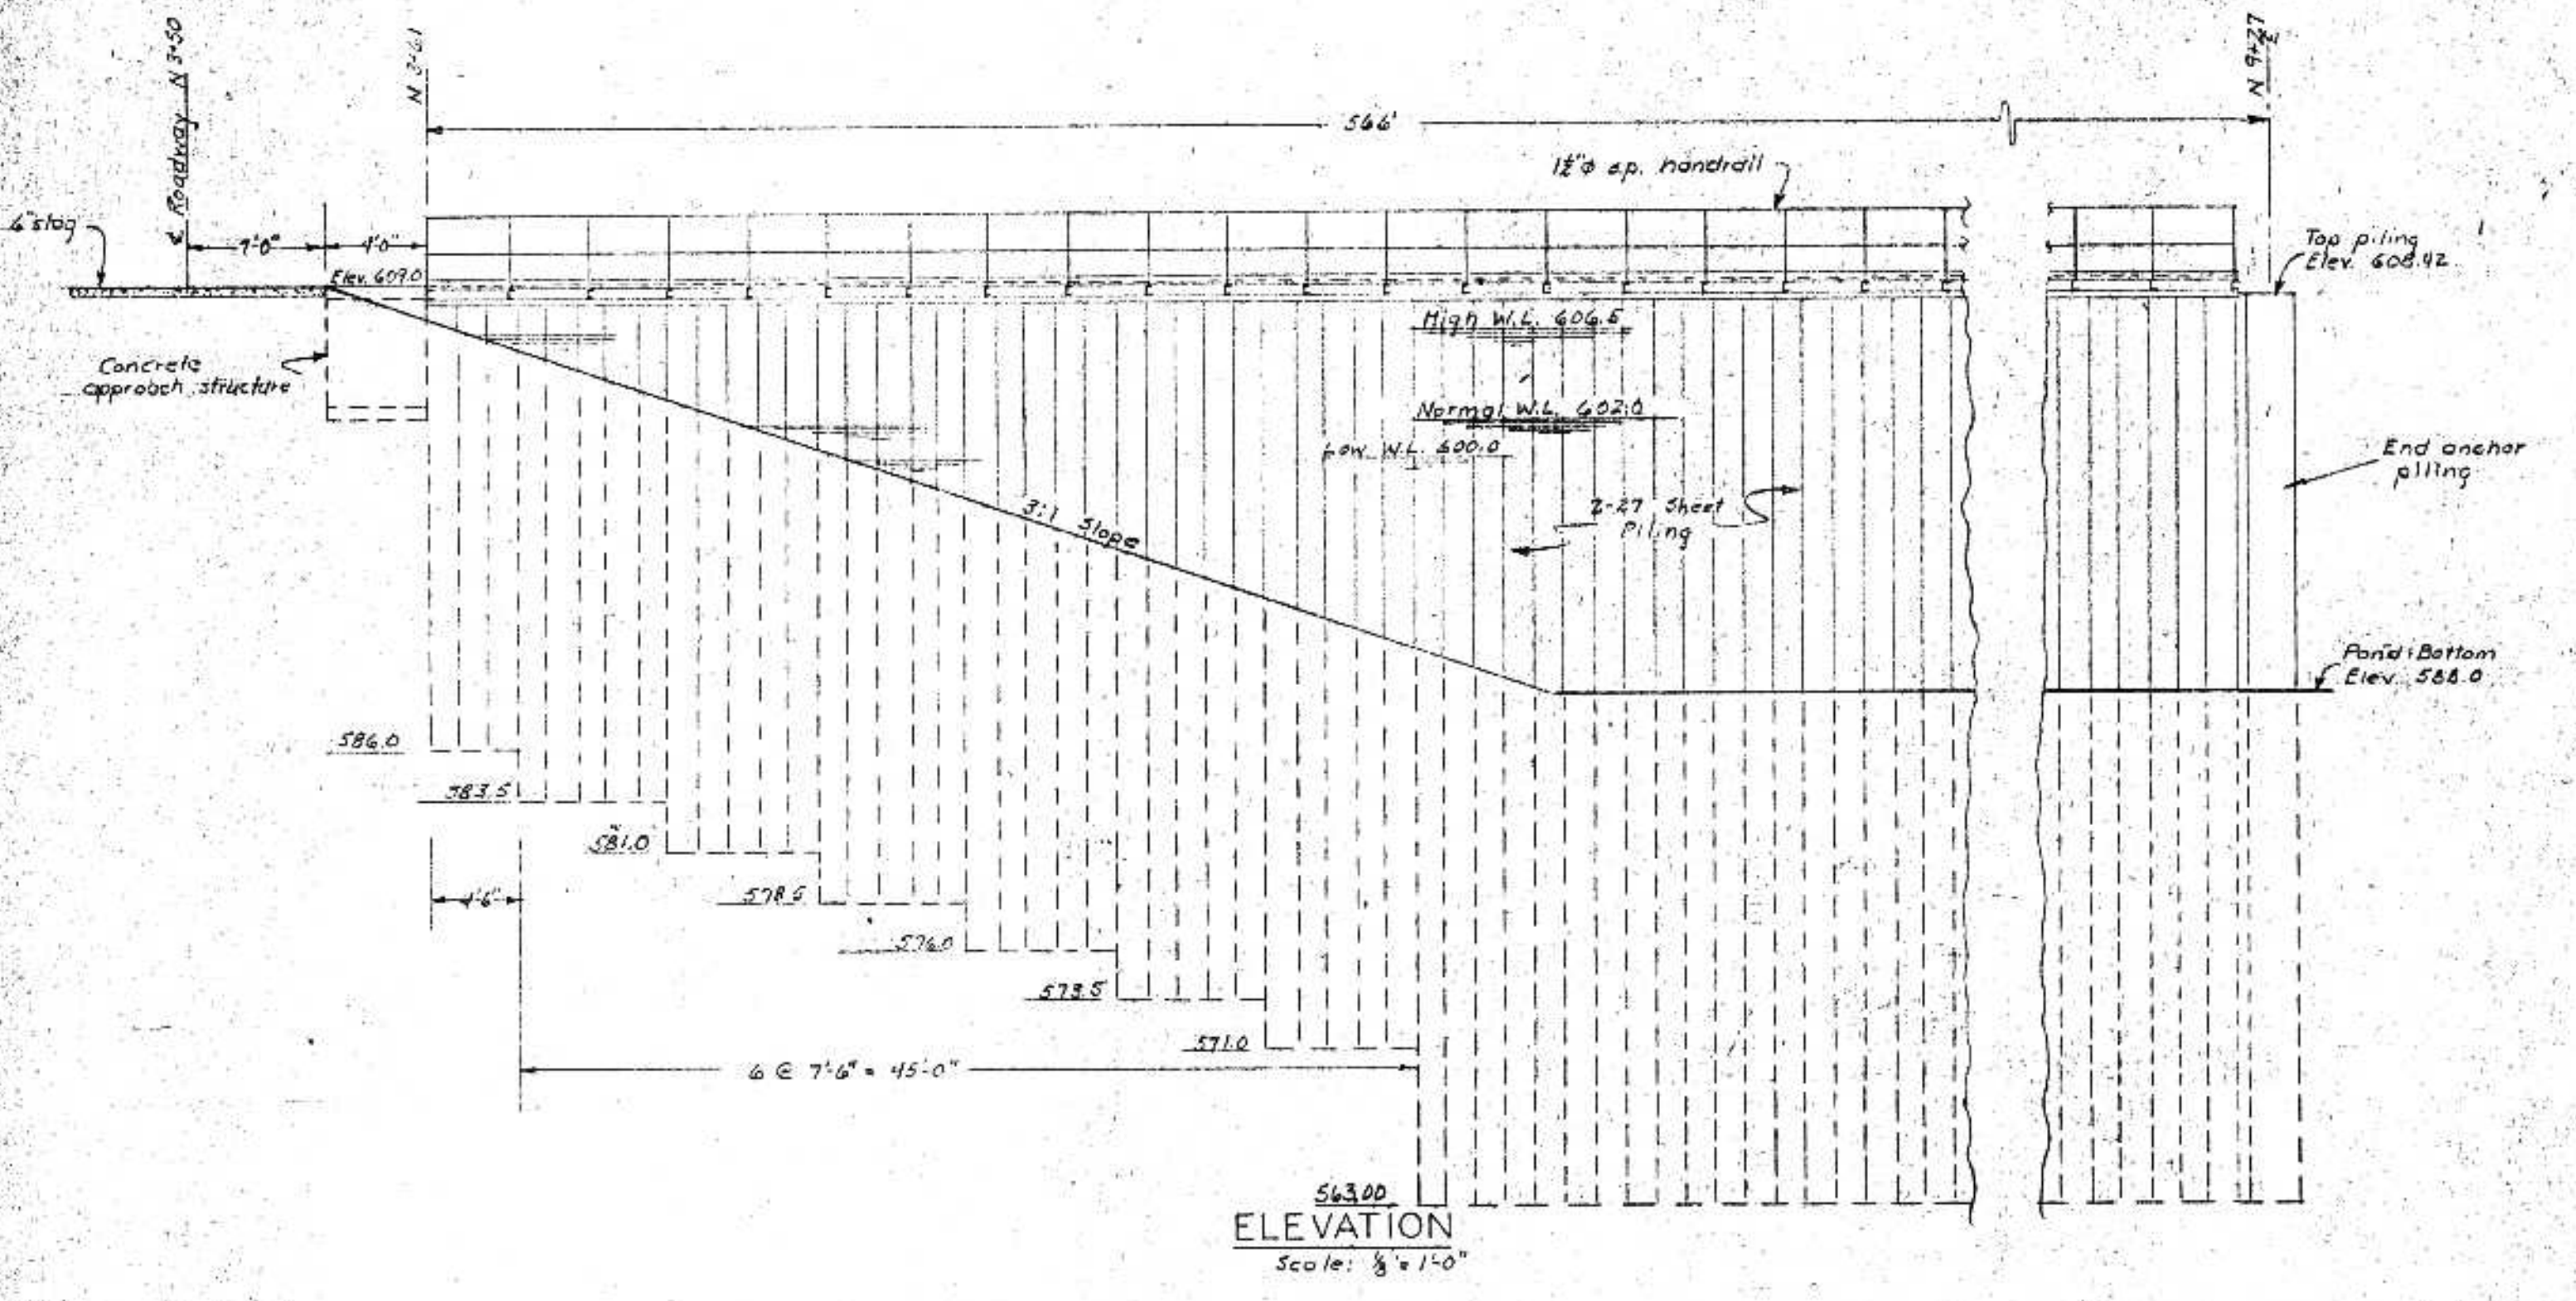 ℄ Roadway N 3+50
N 3+61
N 9+27
566'
1½"φ s.p. handrail
6" slag
7'-0"
4'-0"
Elev. 609.0
Top piling
Elev. 608.42
High W.L. 606.5
Concrete
approach structure
Normal W.L. 602.0
Low W.L. 600.0
End anchor
piling
3:1 Slope
Z-27 Sheet
Piling
Pond Bottom
Elev. 588.0
586.0
583.5
581.0
578.5
4'-6"
576.0
573.5
571.0
6 @ 7'-6" = 45'-0"
563.00
ELEVATION
Scale: ⅛" = 1'-0"